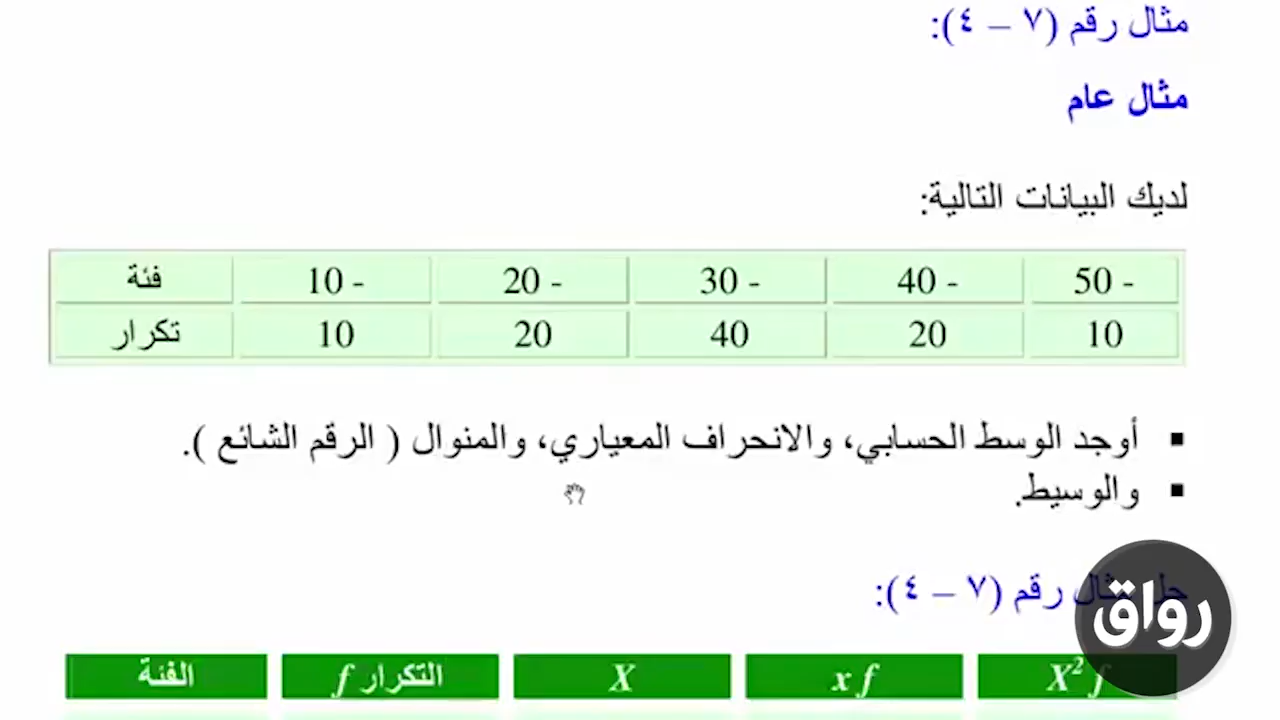 مثال رقم (٧ – ٤):
مثال عام
لديك البيانات التالية:
فئة 10 - 20 - 30 - 40 - 50 -
تكرار 10 20 40 20 10
▪ أوجد الوسط الحسابي، والانحراف المعياري، والمنوال ( الرقم الشائع ).
▪ والوسيط.
حل مثال رقم (٧ – ٤):
رواق
الفئة التكرار f X x f X² f